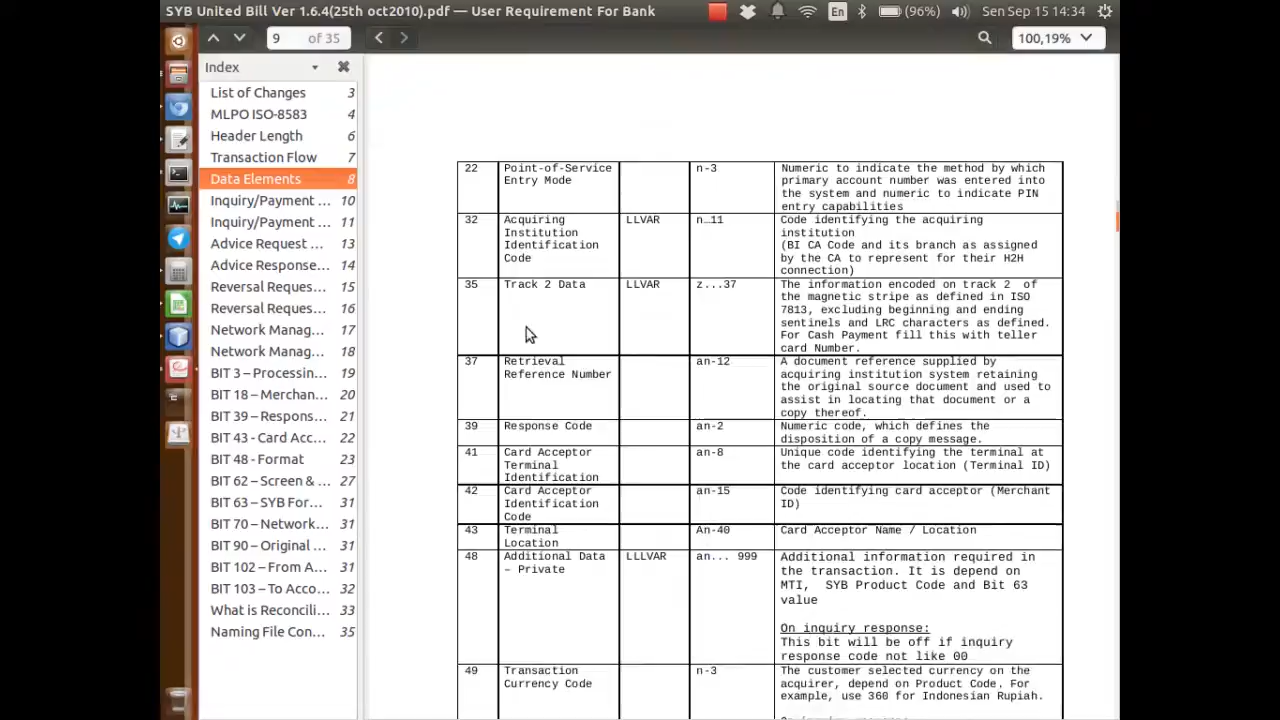 SYB United Bill Ver 1.6.4(25th oct2010).pdf — User Requirement For Bank
En
(96%)
Sen Sep 15 14:34
9 of 35
100,19%
Index
List of Changes 3
MLPO ISO-8583 4
Header Length 6
Transaction Flow 7
Data Elements 8
Inquiry/Payment ... 10
Inquiry/Payment ... 11
Advice Request ... 13
Advice Response... 14
Reversal Reques... 15
Reversal Reques... 16
Network Manag... 17
Network Manag... 18
BIT 3 – Processin... 19
BIT 18 – Merchan... 20
BIT 39 – Respons... 21
BIT 43 - Card Acc... 22
BIT 48 - Format 23
BIT 62 – Screen & ... 27
BIT 63 – SYB For... 31
BIT 70 – Network... 31
BIT 90 – Original ... 31
BIT 102 – From A... 31
BIT 103 – To Acco... 32
What is Reconcili... 33
Naming File Con... 35
22 Point-of-Service n-3 Numeric to indicate the method by which
Entry Mode primary account number was entered into
the system and numeric to indicate PIN
entry capabilities
32 Acquiring LLVAR n…11 Code identifying the acquiring
Institution institution
Identification (BI CA Code and its branch as assigned
Code by the CA to represent for their H2H
connection)
35 Track 2 Data LLVAR z...37 The information encoded on track 2 of
the magnetic stripe as defined in ISO
7813, excluding beginning and ending
sentinels and LRC characters as defined.
For Cash Payment fill this with teller
card Number.
37 Retrieval an-12 A document reference supplied by
Reference Number acquiring institution system retaining
the original source document and used to
assist in locating that document or a
copy thereof.
39 Response Code an-2 Numeric code, which defines the
disposition of a copy message.
41 Card Acceptor an-8 Unique code identifying the terminal at
Terminal the card acceptor location (Terminal ID)
Identification
42 Card Acceptor an-15 Code identifying card acceptor (Merchant
Identification ID)
Code
43 Terminal An-40 Card Acceptor Name / Location
Location
48 Additional Data LLLVAR an... 999 Additional information required in
– Private the transaction. It is depend on
MTI, SYB Product Code and Bit 63
value
On inquiry response:
This bit will be off if inquiry
response code not like 00
49 Transaction n-3 The customer selected currency on the
Currency Code acquirer, depend on Product Code. For
example, use 360 for Indonesian Rupiah.